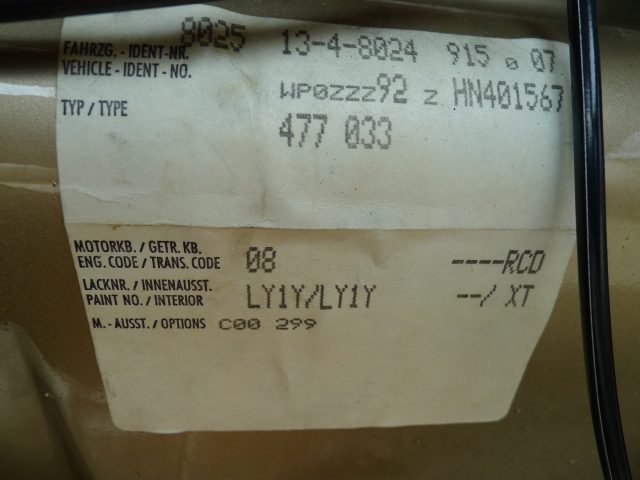 8025 13-4-8024 915 0 07
FAHRZG. - IDENT-NR.
VEHICLE - IDENT - NO. WP0ZZZ92 Z HN401567
TYP / TYPE 477 033
MOTORKB. / GETR. KB.
ENG. CODE / TRANS. CODE 08 ----RCD
LACKNR. / INNENAUSST.
PAINT NO. / INTERIOR LY1Y/LY1Y --/ XT
M. - AUSST. / OPTIONS C00 299